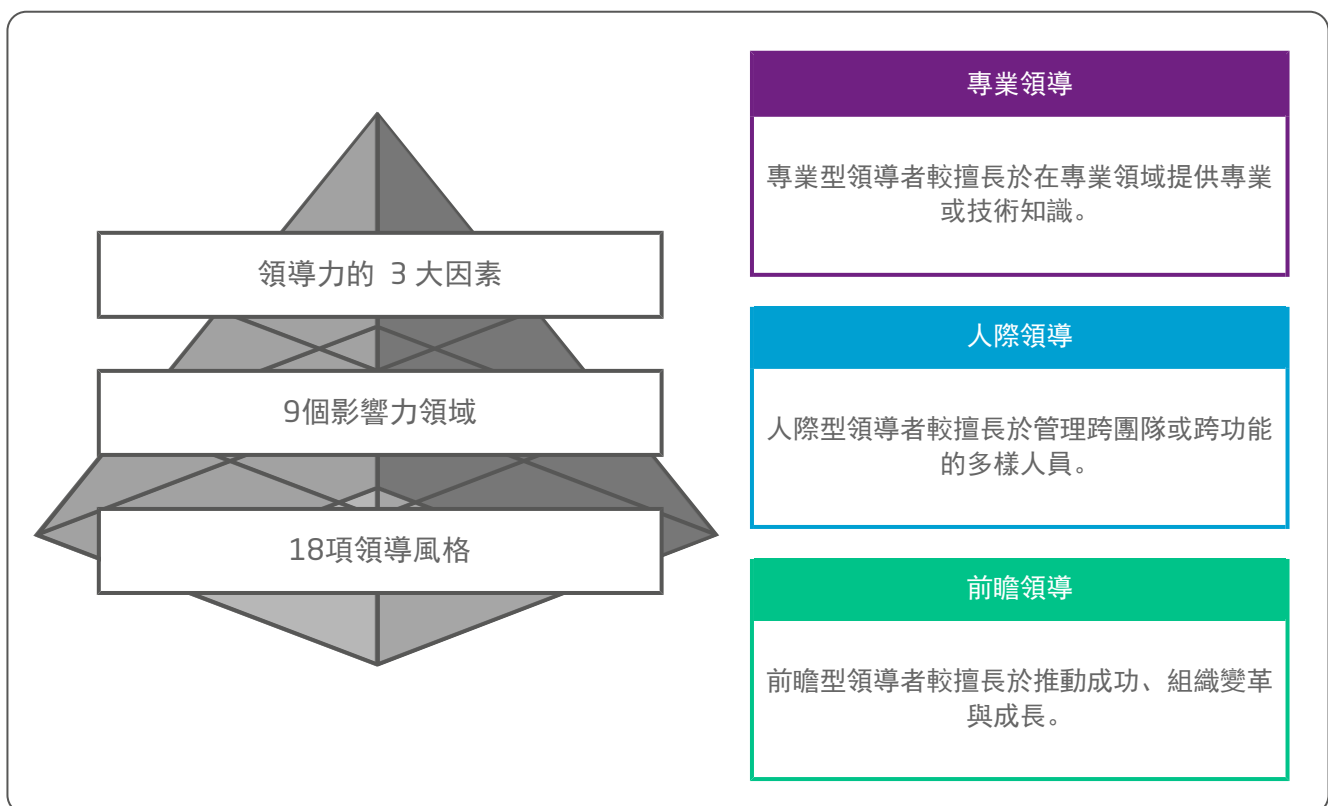 領導力的 3 大因素
9個影響力領域
18項領導風格
專業領導
專業型領導者較擅長於在專業領域提供專業
或技術知識。
人際領導
人際型領導者較擅長於管理跨團隊或跨功能
的多樣人員。
前瞻領導
前瞻型領導者較擅長於推動成功、組織變革
與成長。